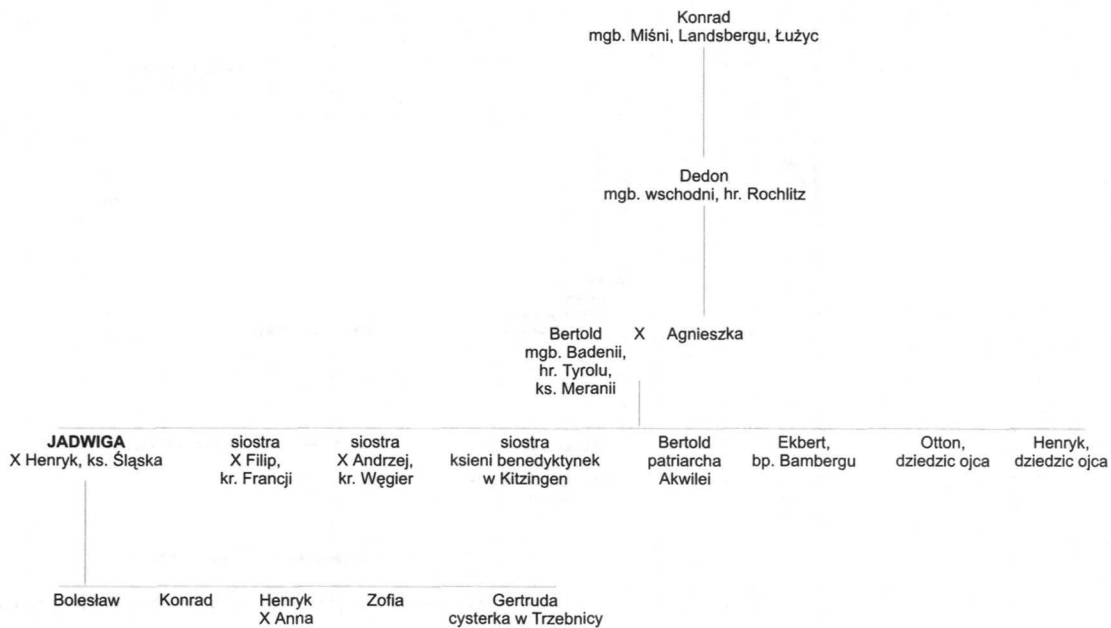 Konrad
mgb. Miśni, Landsbergu, Łużyc
Dedon
mgb. wschodni, hr. Rochlitz
Bertold X Agnieszka
mgb. Badenii,
hr. Tyrolu,
ks. Meranii
JADWIGA
X Henryk, ks. Śląska
siostra
X Filip,
kr. Francji
siostra
X Andrzej,
kr. Węgier
siostra
ksieni benedyktynek
w Kitzingen
Bertold
patriarcha
Akwilei
Ekbert,
bp. Bambergu
Otton,
dziedzic ojca
Henryk,
dziedzic ojca
Bolesław
Konrad
Henryk
X Anna
Zofia
Gertruda
cysterka w Trzebnicy